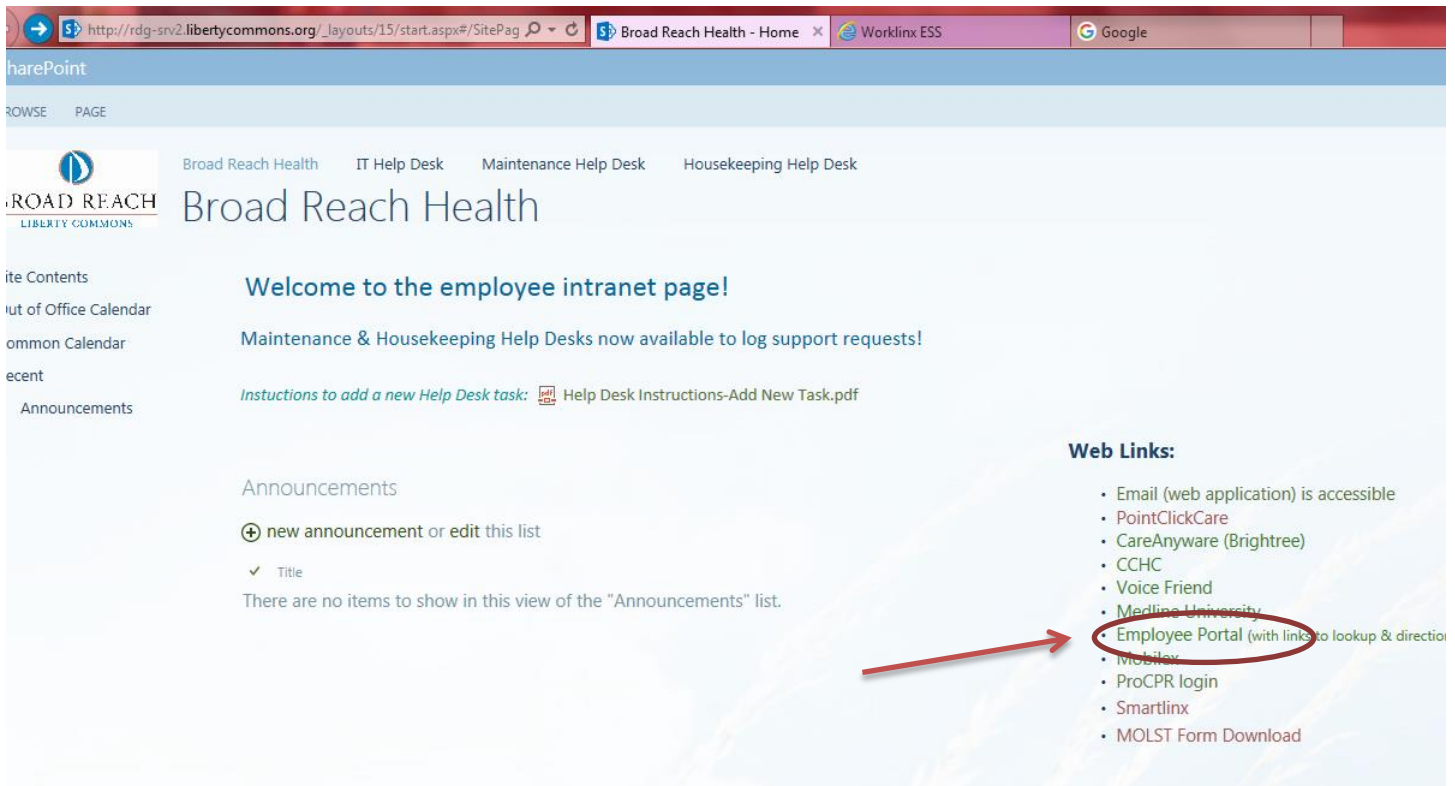 http://rdg-srv2.libertycommons.org/_layouts/15/start.aspx#/SitePag
Broad Reach Health - Home
Worklinx ESS
Google
harePoint
ROWSE PAGE
Broad Reach Health IT Help Desk Maintenance Help Desk Housekeeping Help Desk
ROAD REACH
LIBERTY COMMONS
Broad Reach Health
ite Contents
ut of Office Calendar
ommon Calendar
ecent
Announcements
Welcome to the employee intranet page!
Maintenance & Housekeeping Help Desks now available to log support requests!
Instuctions to add a new Help Desk task: Help Desk Instructions-Add New Task.pdf
Announcements
new announcement or edit this list
Title
There are no items to show in this view of the "Announcements" list.
Web Links:
• Email (web application) is accessible
• PointClickCare
• CareAnyware (Brightree)
• CCHC
• Voice Friend
• Medline University
• Employee Portal (with links to lookup & direction
• Mobilex
• ProCPR login
• Smartlinx
• MOLST Form Download